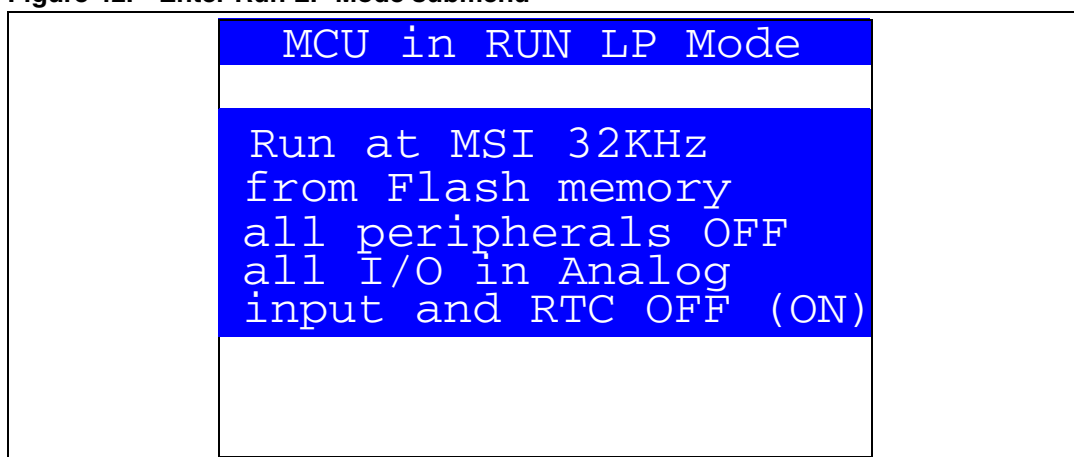 MCU in RUN LP Mode
Run at MSI 32KHz
from Flash memory
all peripherals OFF
all I/O in Analog
input and RTC OFF (ON)